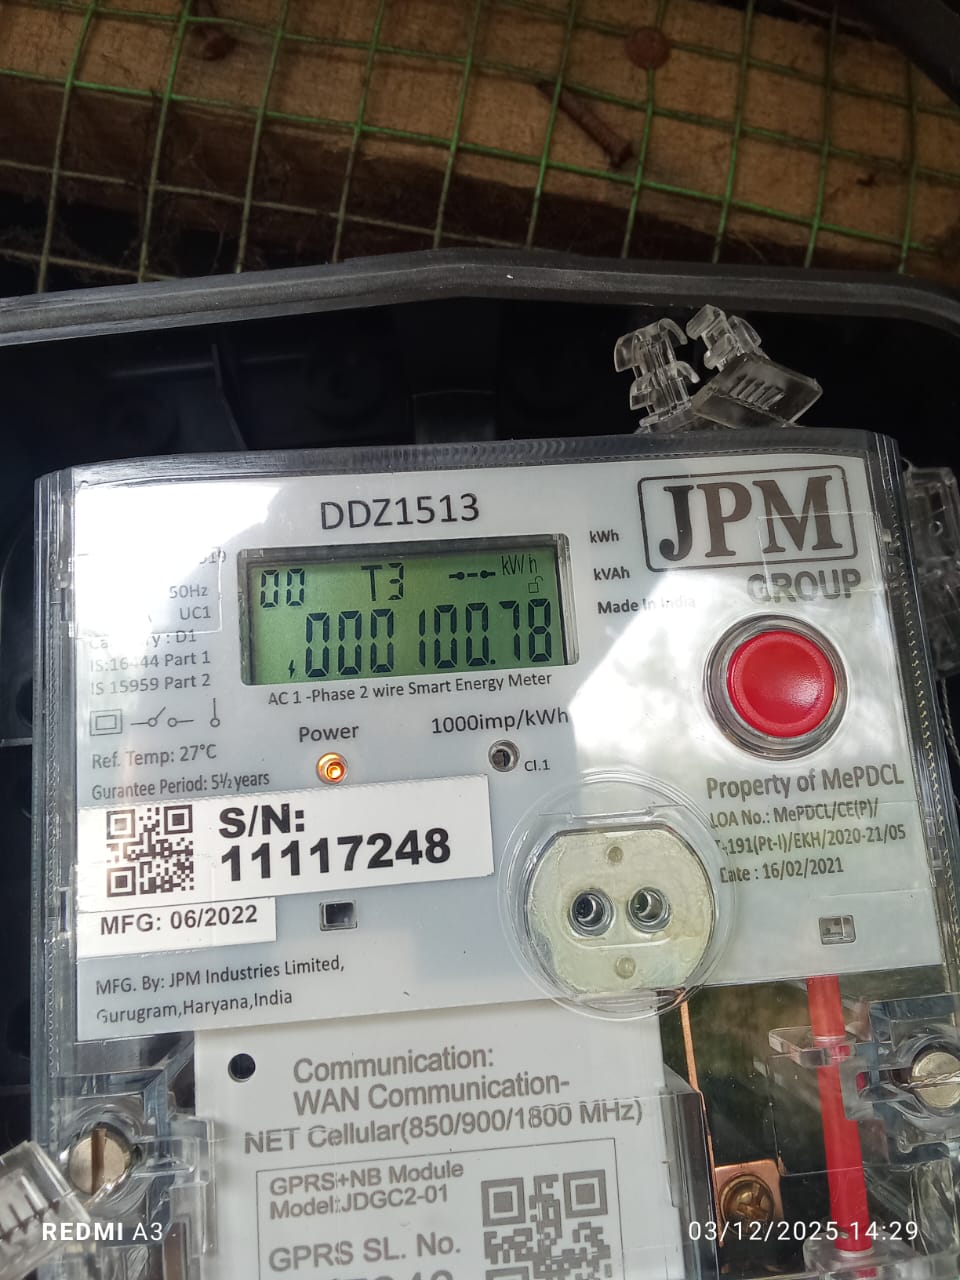 DDZ1513
JPM
GROUP
kWh
kVAh
Made In India
00 T3 kW/h
000100.78
50Hz
UC1
: D1
IS:16444 Part 1
IS 15959 Part 2
AC 1 -Phase 2 wire Smart Energy Meter
Power
1000imp/kWh
Cl.1
Ref. Temp: 27°C
Gurantee Period: 5½ years
S/N:
11117248
MFG: 06/2022
Property of MePDCL
LOA No.: MePDCL/CE(P)/
T-191(Pt-I)/EKH/2020-21/05
Date : 16/02/2021
MFG. By: JPM Industries Limited,
Gurugram,Haryana,India
Communication:
WAN Communication-
NET Cellular(850/900/1800 MHz)
GPRS+NB Module
Model:JDGC2-01
GPRS SL. No.
REDMI A3
03/12/2025 14:29